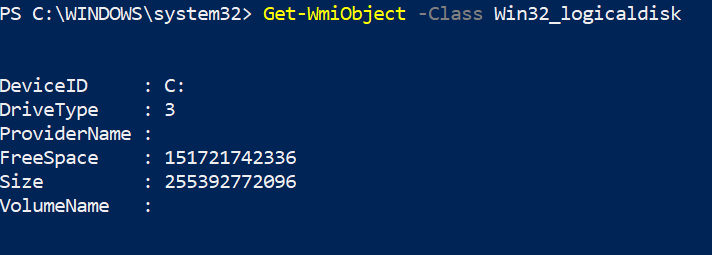 PS C:\WINDOWS\system32> Get-WmiObject -Class Win32_logicaldisk
DeviceID     : C:
DriveType    : 3
ProviderName :
FreeSpace    : 151721742336
Size         : 255392772096
VolumeName   :